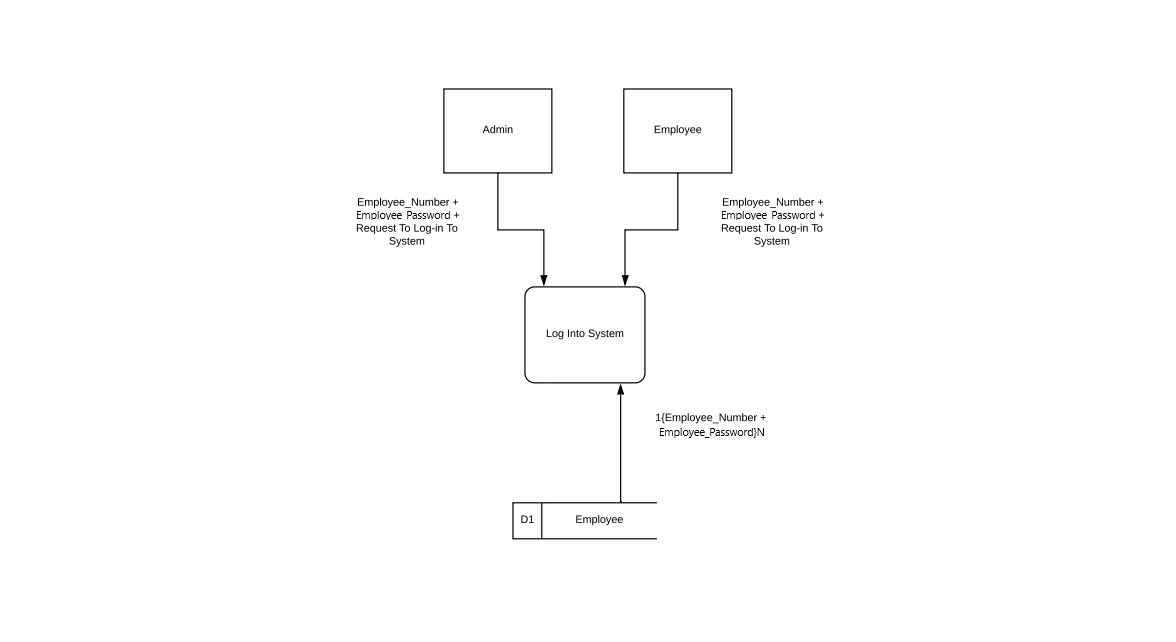 Admin
Employee
Employee_Number +
Employee_Password +
Request To Log-in To
System
Employee_Number +
Employee_Password +
Request To Log-in To
System
Log Into System
1{Employee_Number +
Employee_Password}N
D1
Employee